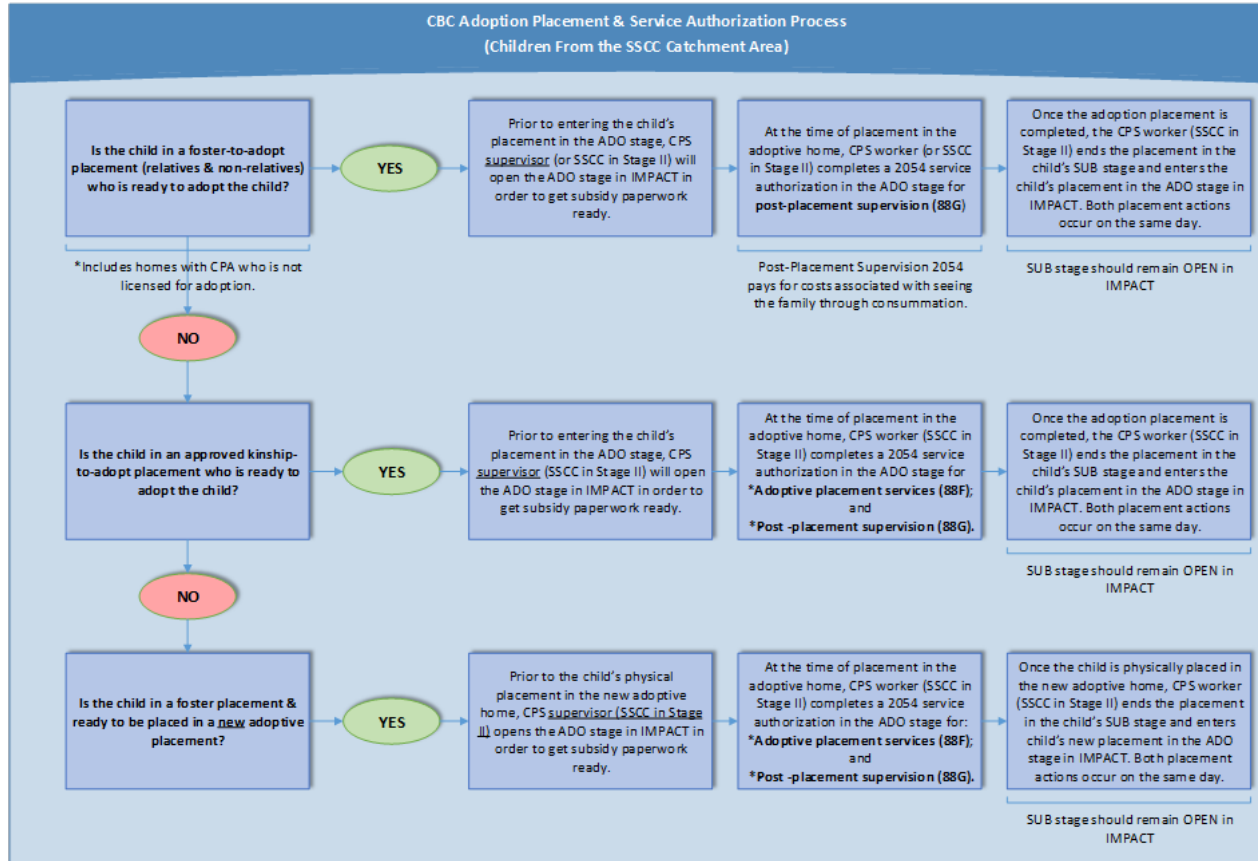 CBC Adoption Placement & Service Authorization Process
(Children From the SSCC Catchment Area)
Is the child in a foster-to-adopt
placement (relatives & non-relatives)
who is ready to adopt the child?
YES
Prior to entering the child's
placement in the ADO stage, CPS
supervisor (or SSCC in Stage II) will
open the ADO stage in IMPACT in
order to get subsidy paperwork
ready.
At the time of placement in the
adoptive home, CPS worker (or SSCC
in Stage II) completes a 2054 service
authorization in the ADO stage for
post-placement supervision (88G)
Once the adoption placement is
completed, the CPS worker (SSCC in
Stage II) ends the placement in the
child's SUB stage and enters the
child's placement in the ADO stage in
IMPACT. Both placement actions
occur on the same day.
*Includes homes with CPA who is not
licensed for adoption.
Post-Placement Supervision 2054
pays for costs associated with seeing
the family through consummation.
SUB stage should remain OPEN in
IMPACT
NO
Is the child in an approved kinship-
to-adopt placement who is ready to
adopt the child?
YES
Prior to entering the child's
placement in the ADO stage, CPS
supervisor (SSCC in Stage II) will open
the ADO stage in IMPACT in order to
get subsidy paperwork ready.
At the time of placement in the
adoptive home, CPS worker (SSCC in
Stage II) completes a 2054 service
authorization in the ADO stage for
*Adoptive placement services (88F);
and
*Post -placement supervision (88G).
Once the adoption placement is
completed, the CPS worker (SSCC in
Stage II) ends the placement in the
child's SUB stage and enters the
child's placement in the ADO stage in
IMPACT. Both placement actions
occur on the same day.
SUB stage should remain OPEN in
IMPACT
NO
Is the child in a foster placement &
ready to be placed in a new adoptive
placement?
YES
Prior to the child's physical
placement in the new adoptive
home, CPS supervisor (SSCC in Stage
II) opens the ADO stage in IMPACT in
order to get subsidy paperwork
ready.
At the time of placement in the
adoptive home, CPS worker (SSCC in
Stage II) completes a 2054 service
authorization in the ADO stage for:
*Adoptive placement services (88F);
and
*Post -placement supervision (88G).
Once the child is physically placed in
the new adoptive home, CPS worker
(SSCC in Stage II) ends the placement
in the child's SUB stage and enters
child's new placement in the ADO
stage in IMPACT. Both placement
actions occur on the same day.
SUB stage should remain OPEN in
IMPACT